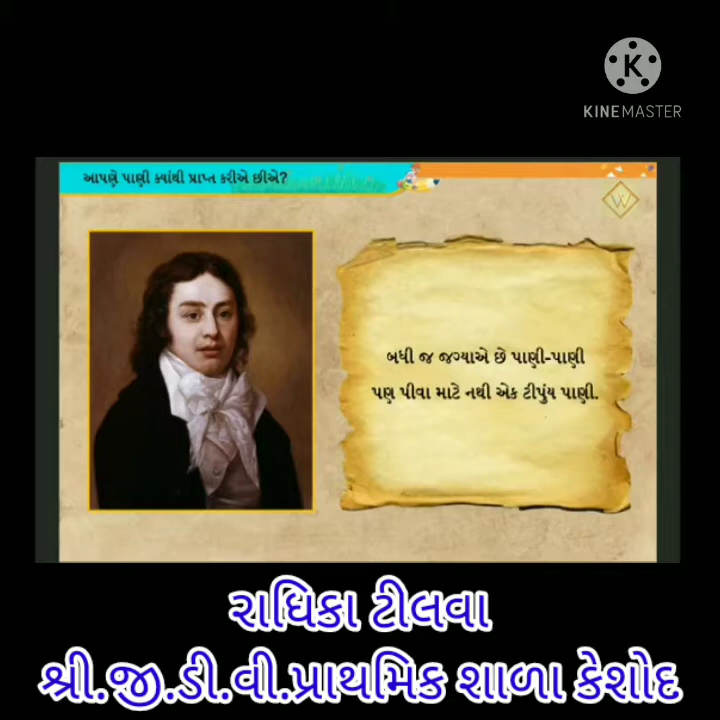 KINEMASTER
આપણે પાણી ક્યાંથી પ્રાપ્ત કરીએ છીએ?
બધી જ જગ્યાએ છે પાણી-પાણી
પણ પીવા માટે નથી એક ટીપુંય પાણી.
રાધિકા ટીલવા
શ્રી.જી.ડી.વી.પ્રાથમિક શાળા કેશોદ